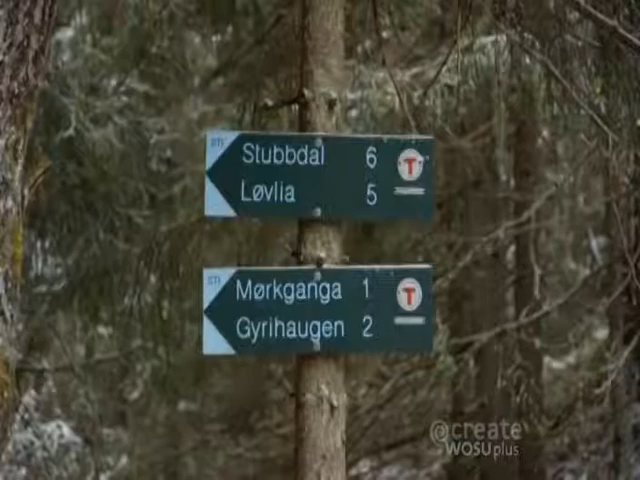 STI
Stubbdal 6
Løvlia 5
T
STI
Mørkganga 1
Gyrihaugen 2
T
@create
WOSU plus